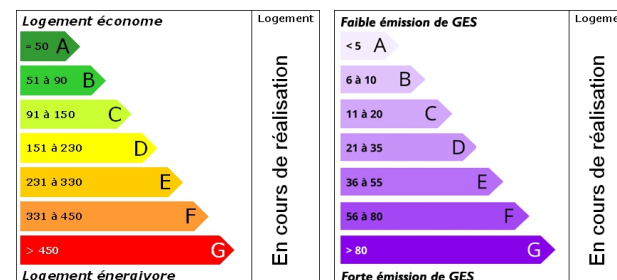 Logement économe
Logement
= 50 A
51 à 90 B
91 à 150 C
151 à 230 D
231 à 330 E
331 à 450 F
> 450 G
Logement énergivore
En cours de réalisation
Faible émission de GES
Logeme
< 5 A
6 à 10 B
11 à 20 C
21 à 35 D
36 à 55 E
56 à 80 F
> 80 G
Forte émission de GES
En cours de réalisation